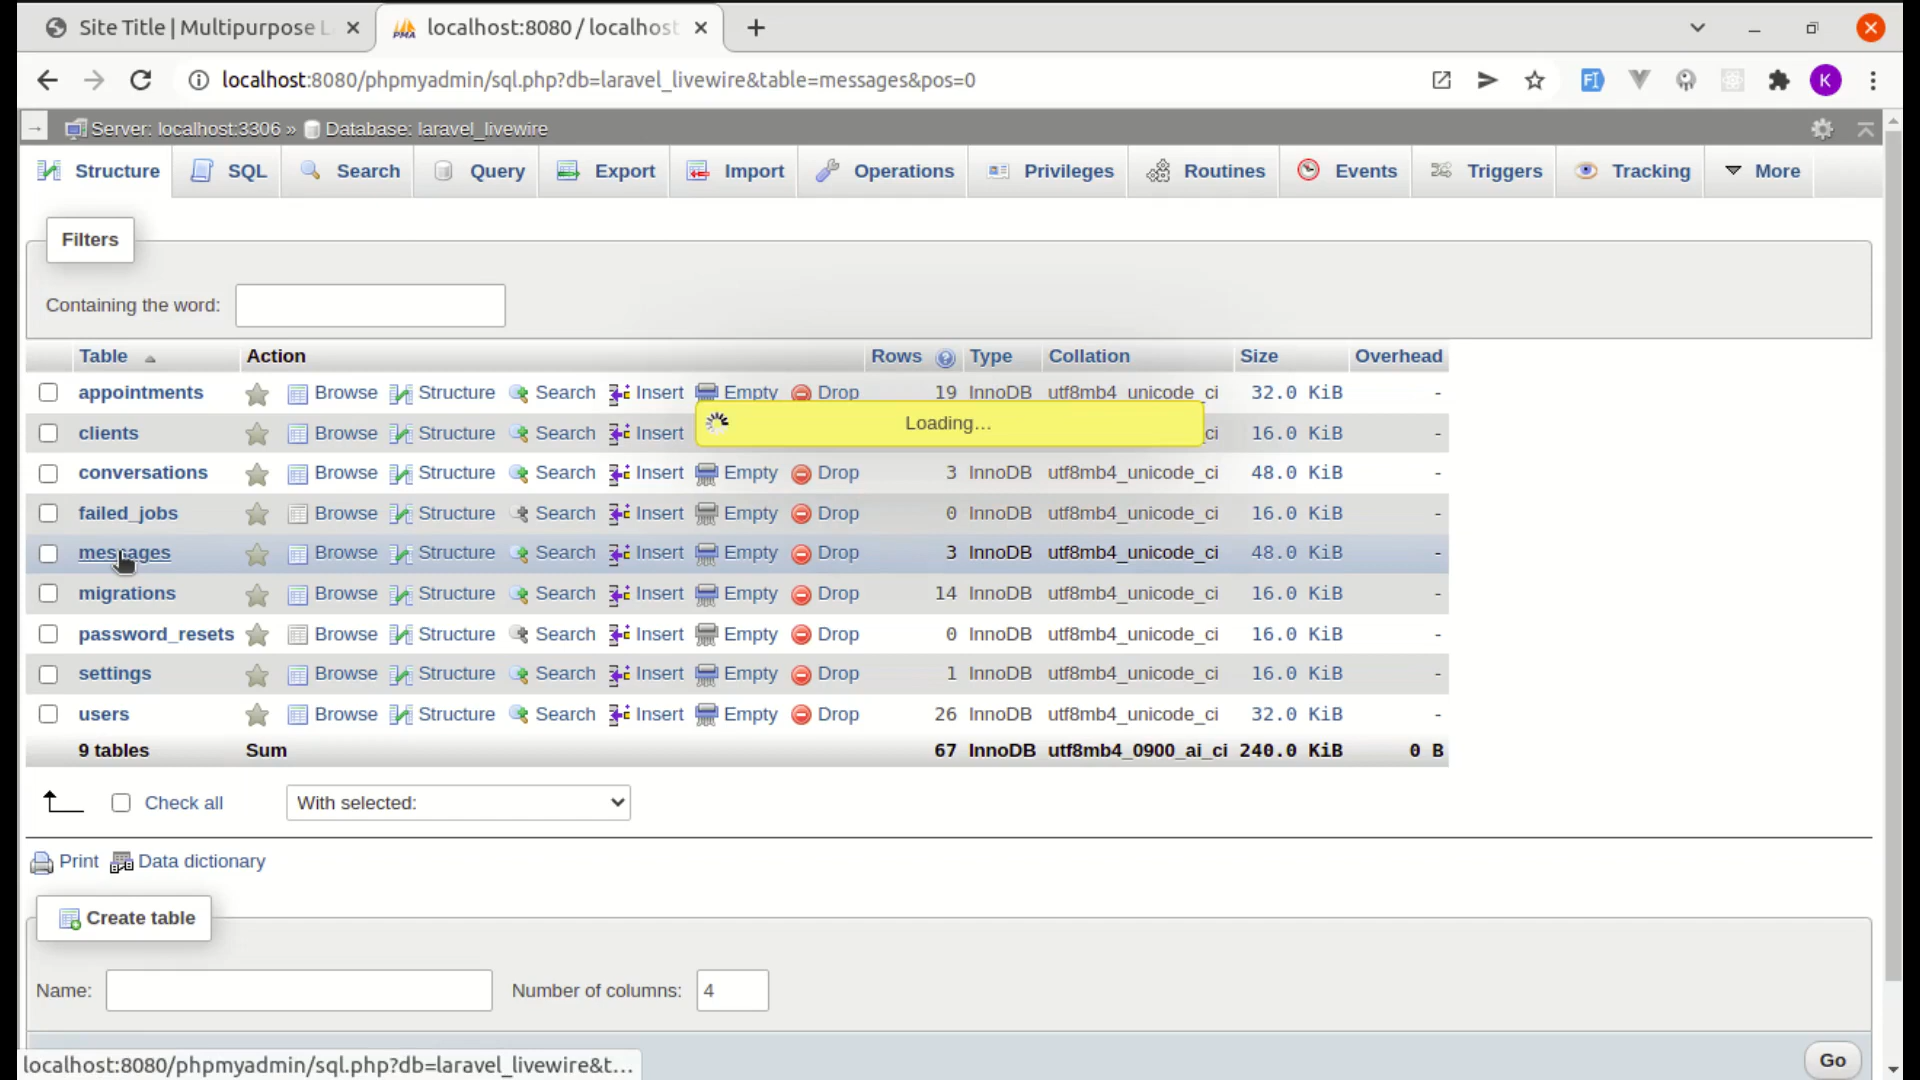 Site Title | Multipurpose L
localhost:8080 / localhost
localhost:8080/phpmyadmin/sql.php?db=laravel_livewire&table=messages&pos=0
K
Server: localhost:3306 » Database: laravel_livewire
Structure SQL Search Query Export Import Operations Privileges Routines Events Triggers Tracking More
Filters
Containing the word:
Table Action Rows Type Collation Size Overhead
appointments Browse Structure Search Insert Empty Drop 19 InnoDB utf8mb4_unicode_ci 32.0 KiB -
Loading…
clients Browse Structure Search Insert ci 16.0 KiB -
conversations Browse Structure Search Insert Empty Drop 3 InnoDB utf8mb4_unicode_ci 48.0 KiB -
failed_jobs Browse Structure Search Insert Empty Drop 0 InnoDB utf8mb4_unicode_ci 16.0 KiB -
messages Browse Structure Search Insert Empty Drop 3 InnoDB utf8mb4_unicode_ci 48.0 KiB -
migrations Browse Structure Search Insert Empty Drop 14 InnoDB utf8mb4_unicode_ci 16.0 KiB -
password_resets Browse Structure Search Insert Empty Drop 0 InnoDB utf8mb4_unicode_ci 16.0 KiB -
settings Browse Structure Search Insert Empty Drop 1 InnoDB utf8mb4_unicode_ci 16.0 KiB -
users Browse Structure Search Insert Empty Drop 26 InnoDB utf8mb4_unicode_ci 32.0 KiB -
9 tables Sum 67 InnoDB utf8mb4_0900_ai_ci 240.0 KiB 0 B
Check all With selected:
Print Data dictionary
Create table
Name: Number of columns: 4
Go
localhost:8080/phpmyadmin/sql.php?db=laravel_livewire&t...